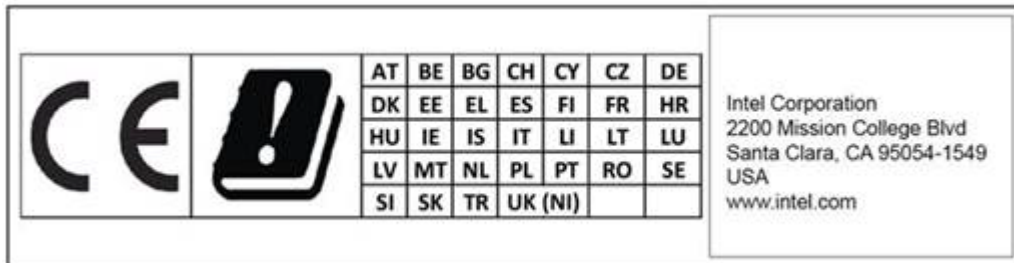 CE
!
AT BE BG CH CY CZ DE
DK EE EL ES FI FR HR
HU IE IS IT LI LT LU
LV MT NL PL PT RO SE
SI SK TR UK (NI)
Intel Corporation
2200 Mission College Blvd
Santa Clara, CA 95054-1549
USA
www.intel.com